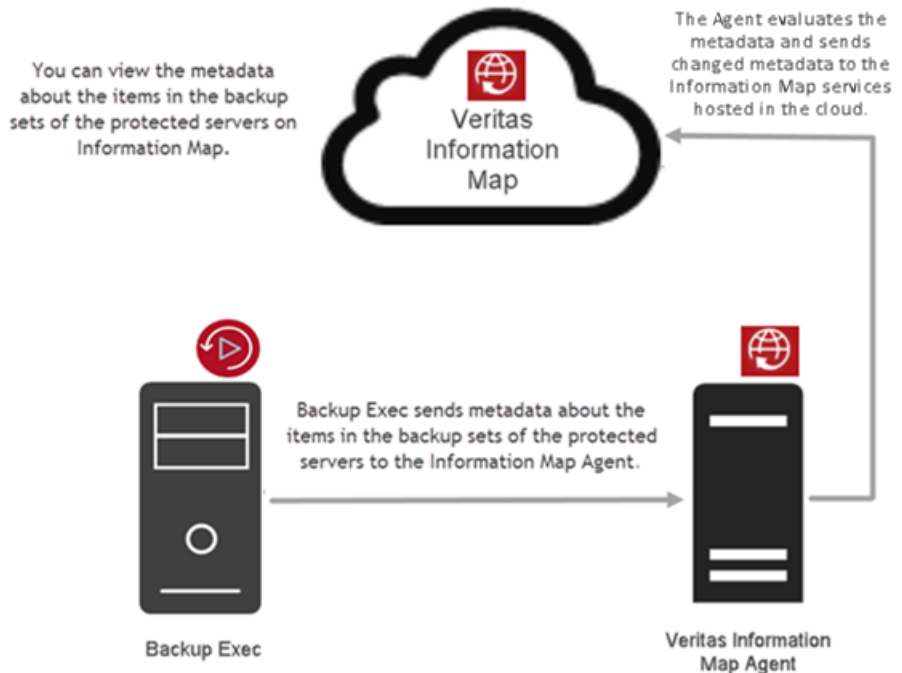 You can view the metadata
about the items in the backup
sets of the protected servers on
Information Map.
Veritas
Information
Map
The Agent evaluates the
metadata and sends
changed metadata to the
Information Map services
hosted in the cloud.
Backup Exec sends metadata about the
items in the backup sets of the protected
servers to the Information Map Agent.
Backup Exec
Veritas Information
Map Agent